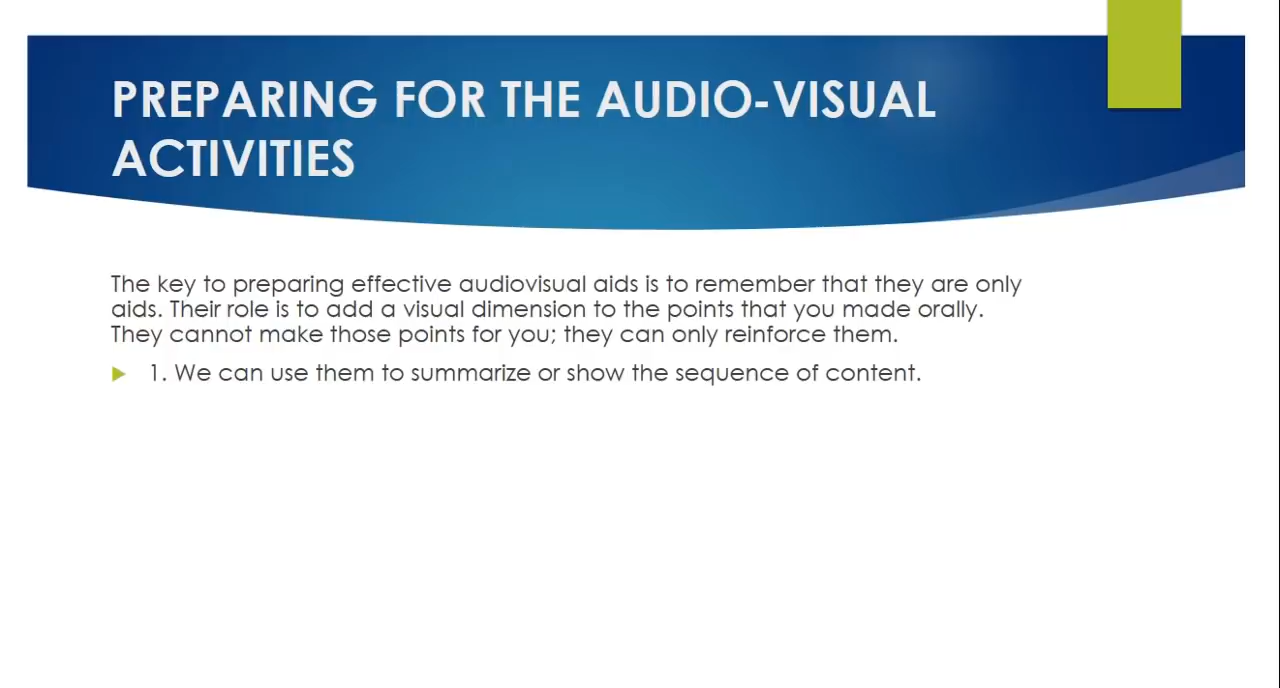 PREPARING FOR THE AUDIO-VISUAL
ACTIVITIES
The key to preparing effective audiovisual aids is to remember that they are only
aids. Their role is to add a visual dimension to the points that you made orally.
They cannot make those points for you; they can only reinforce them.
1. We can use them to summarize or show the sequence of content.